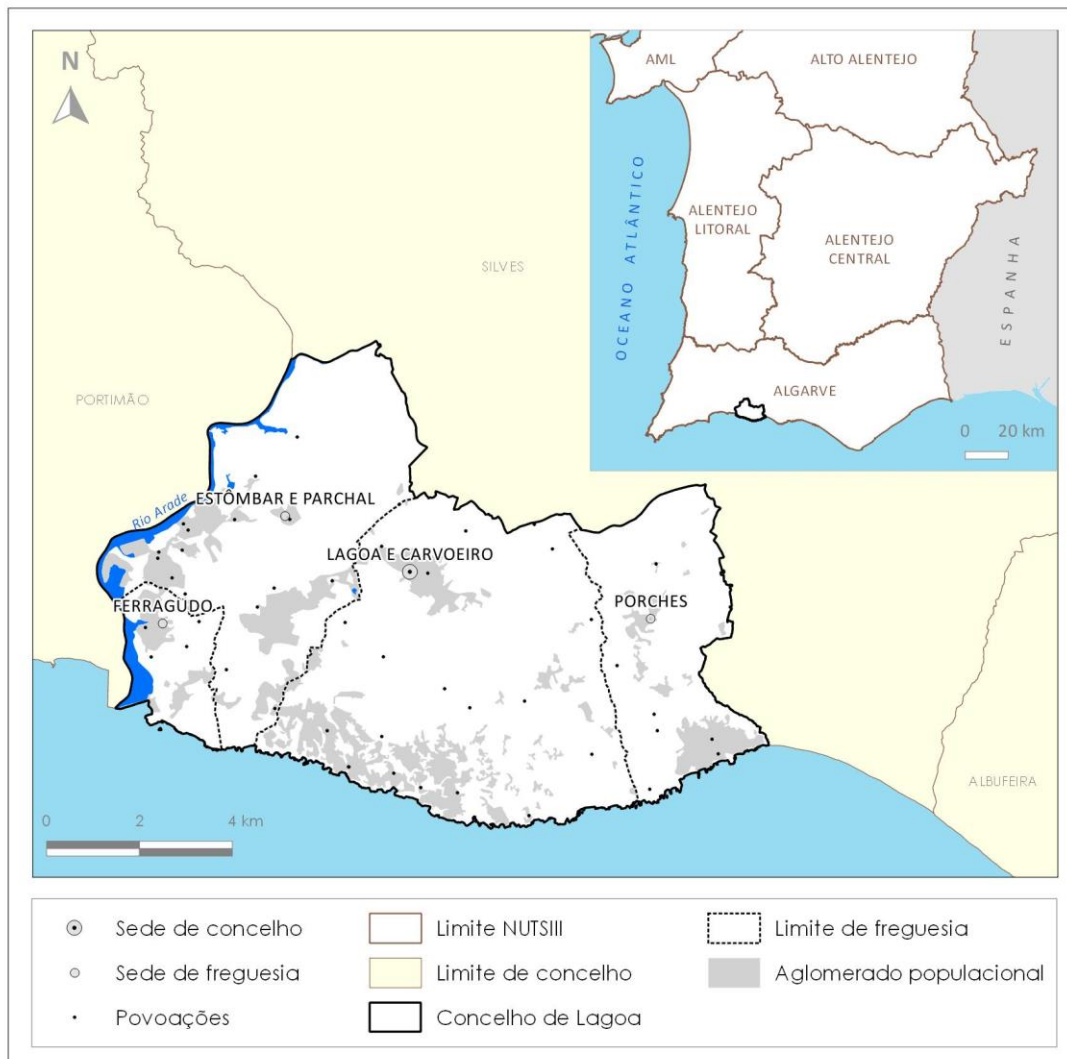 N
SILVES
PORTIMÃO
Rio Arade
ESTÔMBAR E PARCHAL
LAGOA E CARVOEIRO
FERRAGUDO
PORCHES
ALBUFEIRA
0 2 4 km
AML
ALTO ALENTEJO
OCEANO ATLÂNTICO
ALENTEJO
LITORAL
ALENTEJO
CENTRAL
ESPANHA
ALGARVE
0 20 km
Sede de concelho
Limite NUTSIII
Limite de freguesia
Sede de freguesia
Limite de concelho
Aglomerado populacional
Povoações
Concelho de Lagoa